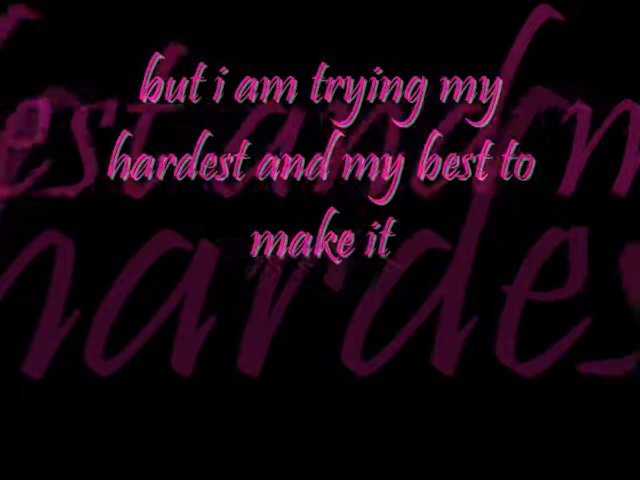 but i am trying my
hardest and my best to
make it